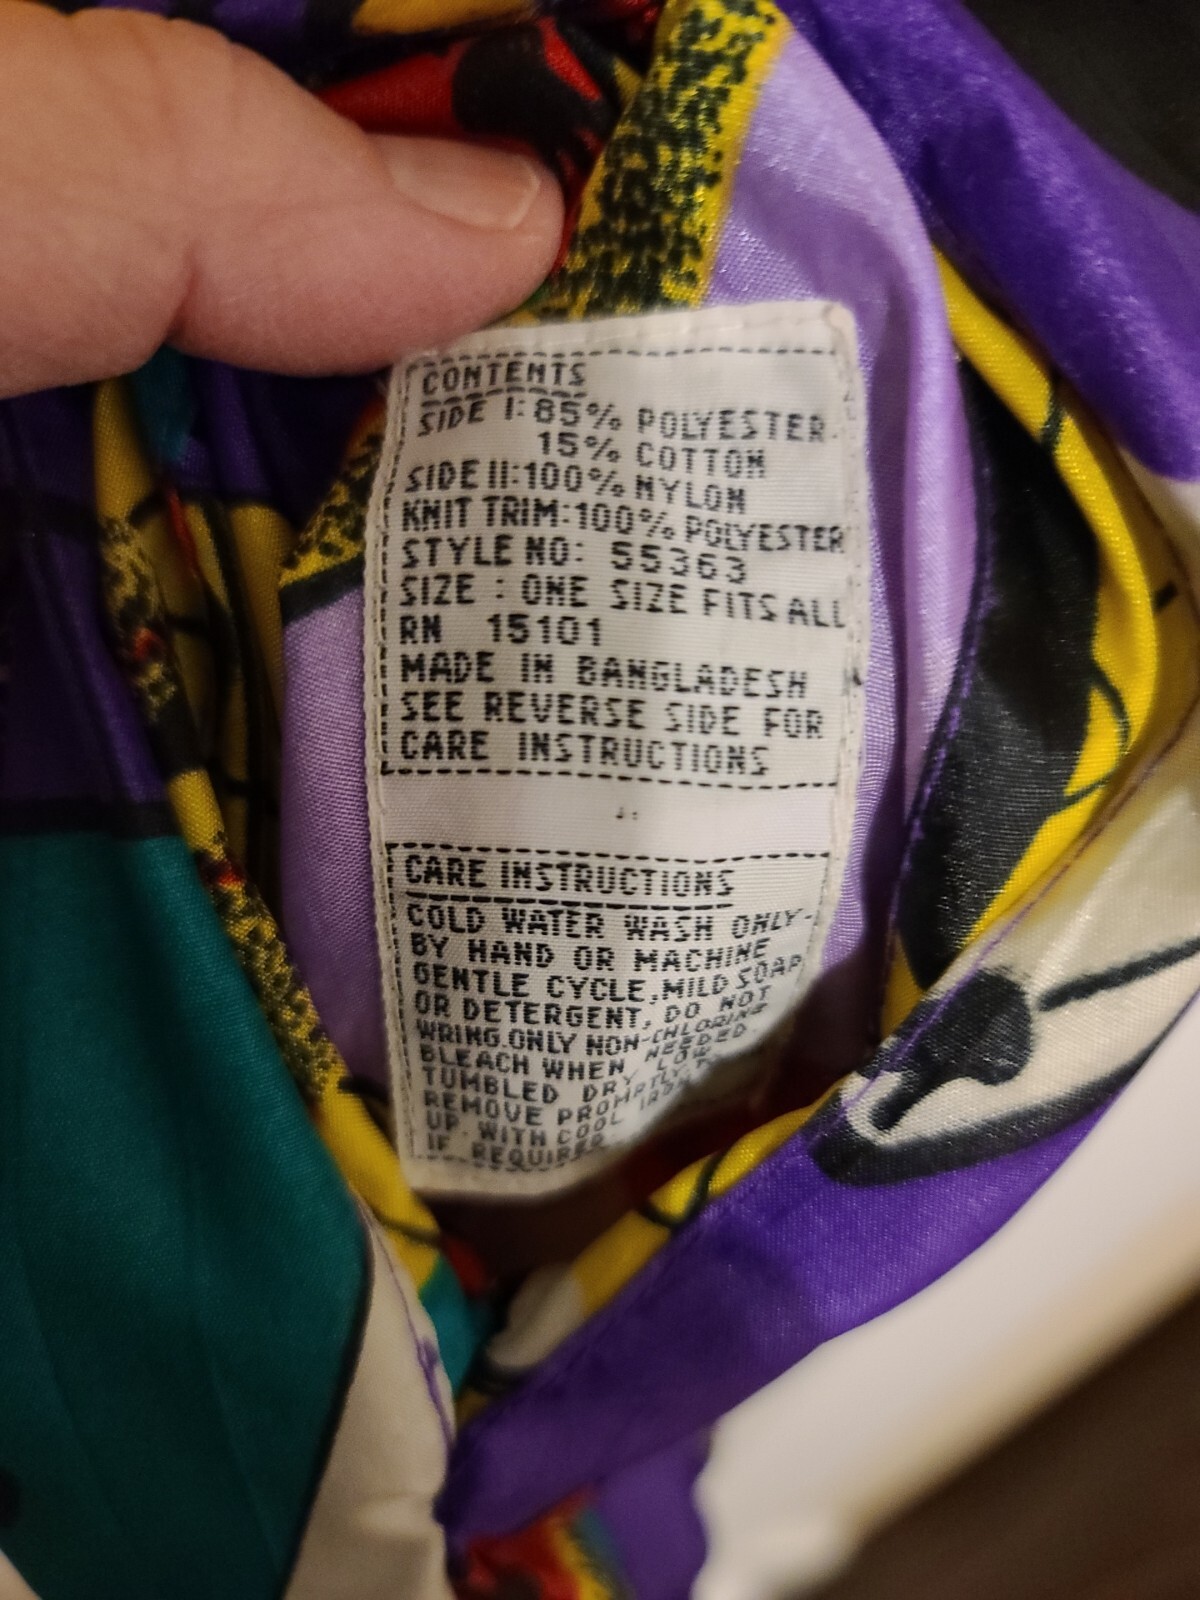 CONTENTS
SIDE I: 85% POLYESTER
15% COTTON
SIDE II: 100% NYLON
KNIT TRIM: 100% POLYESTER
STYLE NO: 55363
SIZE : ONE SIZE FITS ALL
RN 15101
MADE IN BANGLADESH
SEE REVERSE SIDE FOR
CARE INSTRUCTIONS
CARE INSTRUCTIONS
COLD WATER WASH ONLY-
BY HAND OR MACHINE
GENTLE CYCLE, MILD SOAP
OR DETERGENT, DO NOT
WRING. ONLY NON-CHLORINE
BLEACH WHEN NEEDED.
TUMBLED DRY LOW
REMOVE PROMPTLY.
UP. WITH COOL IRON
IF REQUIRED